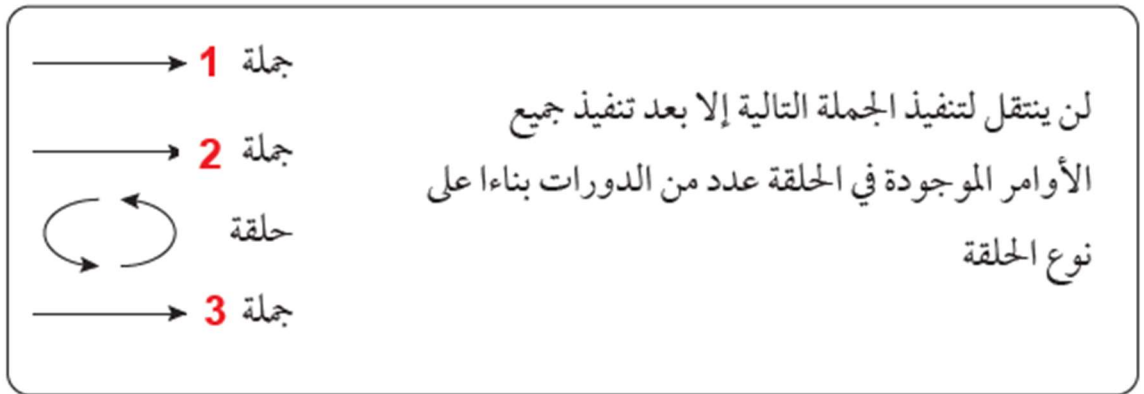 جملة 1
جملة 2
حلقة
جملة 3
لن ينتقل لتنفيذ الجملة التالية إلا بعد تنفيذ جميع
الأوامر الموجودة في الحلقة عدد من الدورات بناءا على
نوع الحلقة